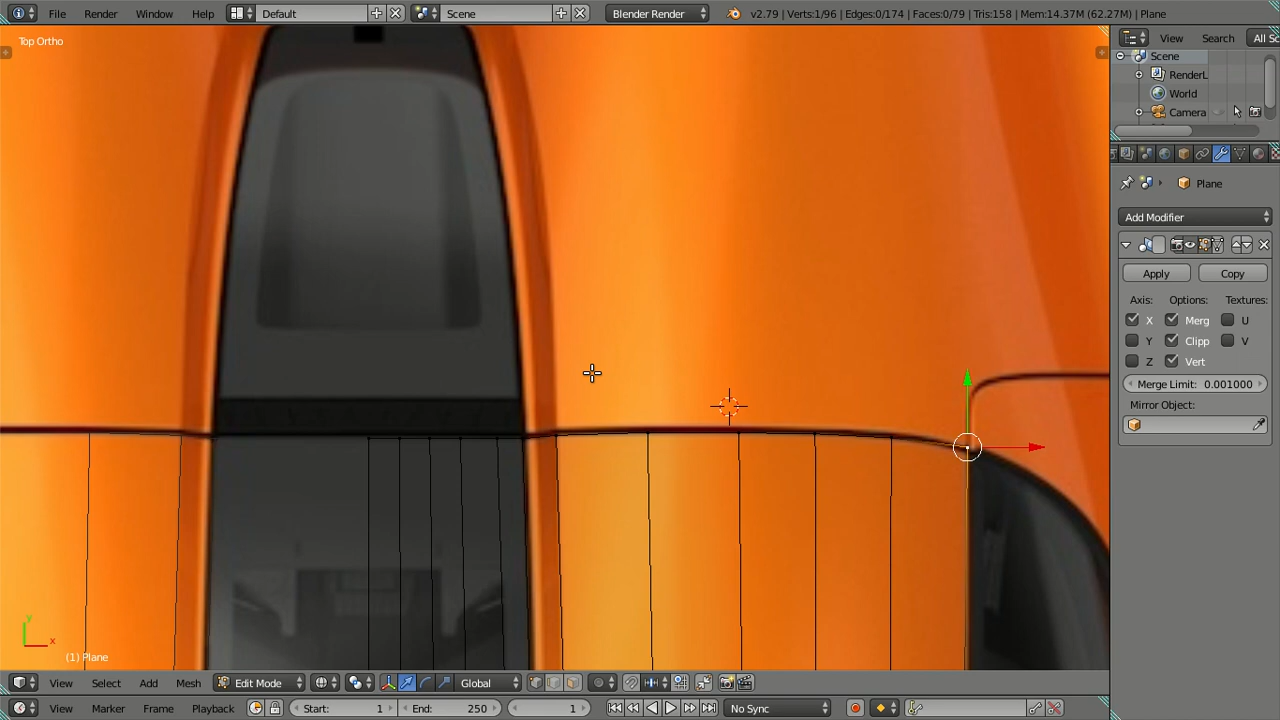 File Render Window Help Default Scene Blender Render v2.79 | Verts:1/96 | Edges:0/174 | Faces:0/79 | Tris:158 | Mem:14.37M (62.27M) | Plane
Top Ortho
View Search All Sc
Scene
RenderL
World
Camera
Plane
Add Modifier
Apply Copy
Axis: Options: Textures:
X Merg U
Y Clipp V
Z Vert
Merge Limit: 0.001000
Mirror Object:
y
x
(1) Plane
View Select Add Mesh Edit Mode Global
View Marker Frame Playback Start: 1 End: 250 1 No Sync